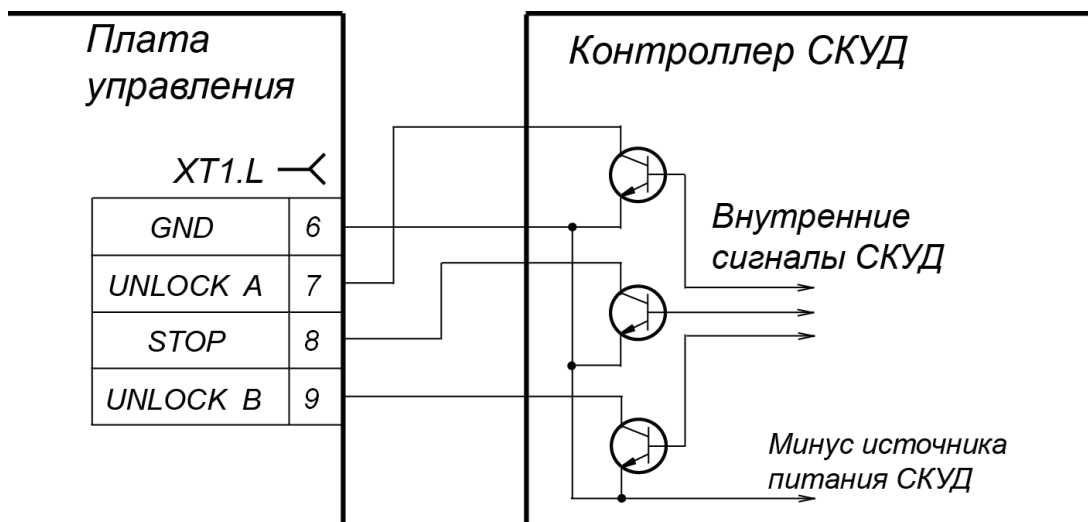 Плата
управления
Контроллер СКУД
XT1.L
GND 6
UNLOCK A 7
STOP 8
UNLOCK B 9
Внутренние
сигналы СКУД
Минус источника
питания СКУД